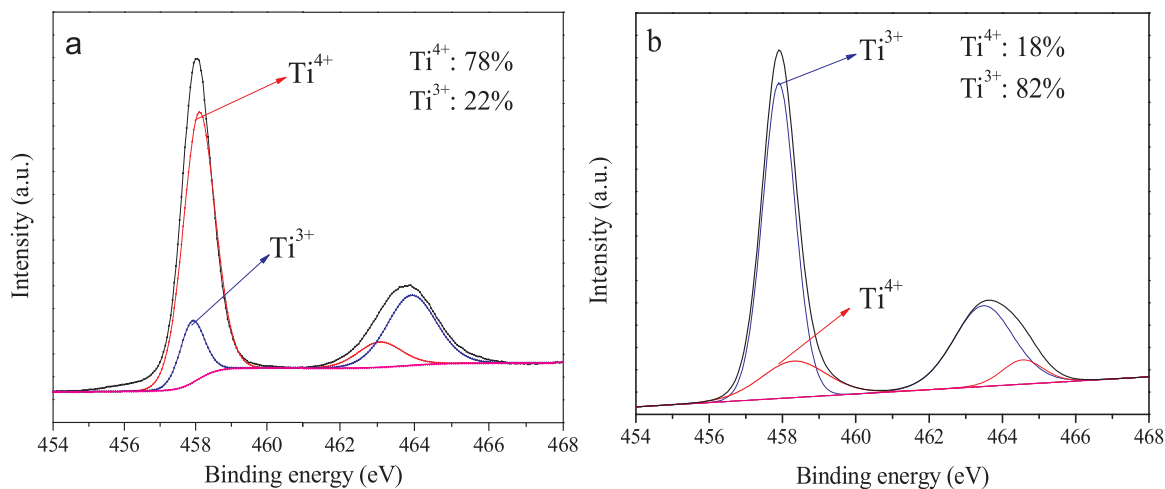 a
Ti⁴⁺
Ti⁴⁺: 78%
Ti³⁺: 22%
Ti³⁺
Intensity (a.u.)
454 456 458 460 462 464 466 468
Binding energy (eV)
b
Ti³⁺
Ti⁴⁺: 18%
Ti³⁺: 82%
Ti⁴⁺
Intensity (a.u.)
454 456 458 460 462 464 466 468
Binding energy (eV)